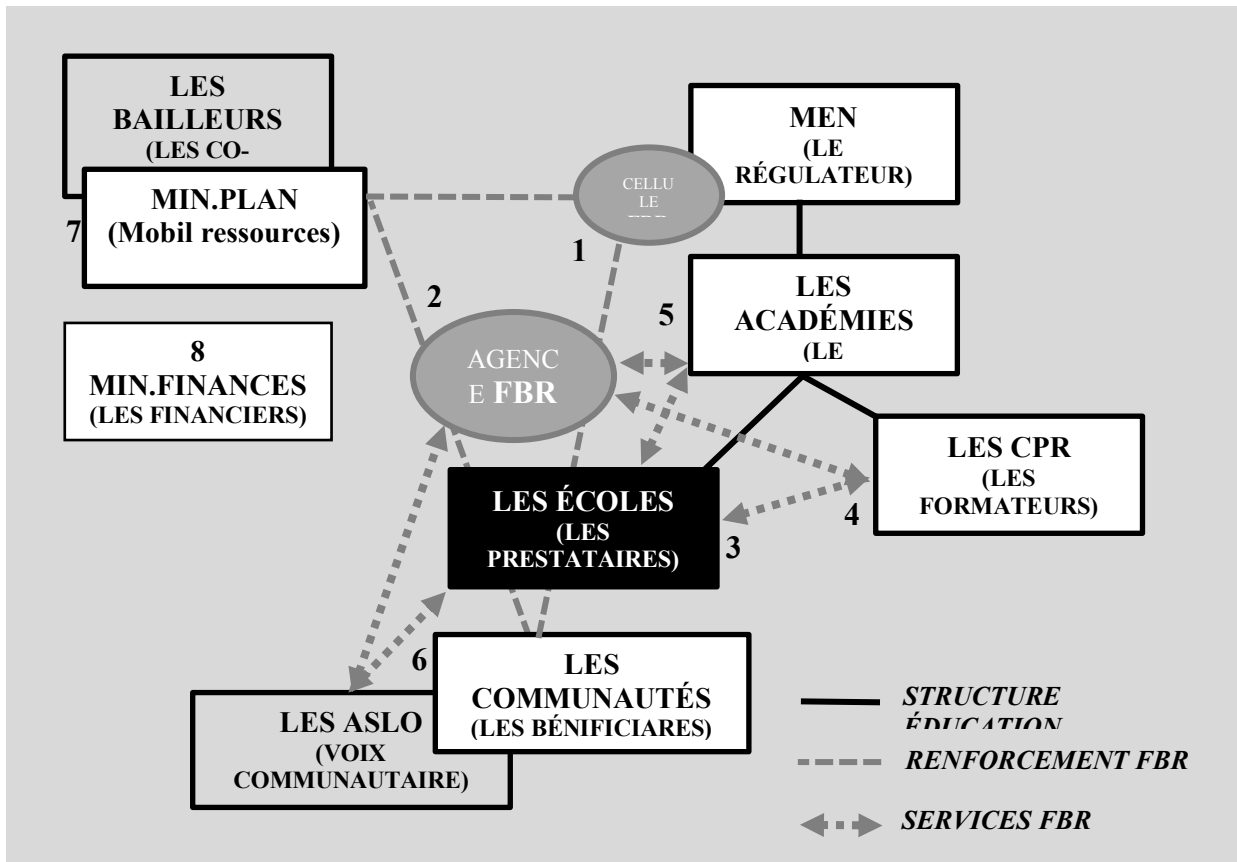 LES
BAILLEURS
(LES CO-
MIN.PLAN
(Mobil ressources)
7
8
MIN.FINANCES
(LES FINANCIERS)
MEN
(LE
RÉGULATEUR)
CELLU
LE
1
2
AGENC
E FBR
5
LES
ACADÉMIES
(LE
LES CPR
(LES
FORMATEURS)
4
LES ÉCOLES
(LES
PRESTATAIRES)
3
6
LES
COMMUNAUTÉS
(LES BÉNIFICIARES)
LES ASLO
(VOIX
COMMUNAUTAIRE)
STRUCTURE
ÉDUCATION
RENFORCEMENT FBR
SERVICES FBR